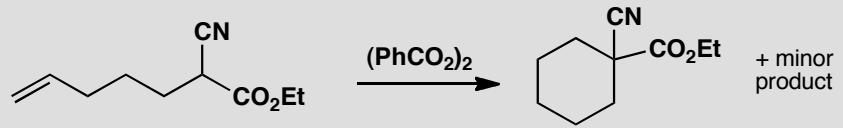 CN
CO₂Et
(PhCO₂)₂
CN
CO₂Et
+ minor
product